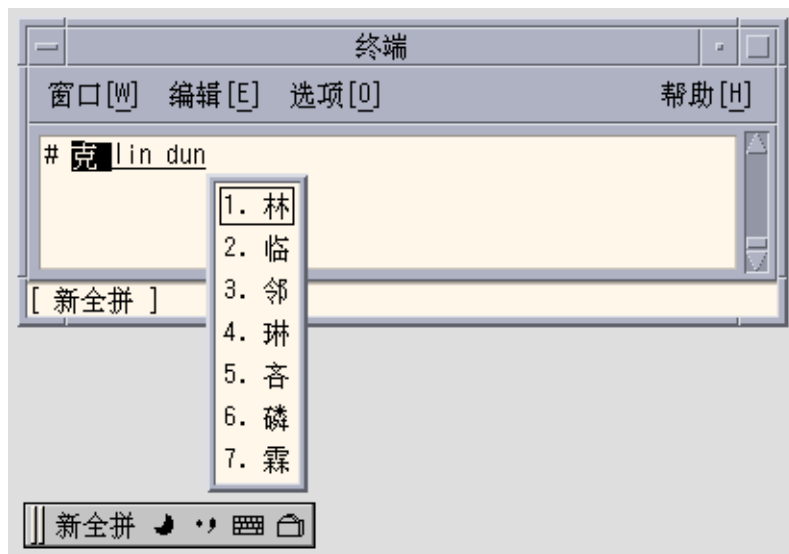 终端
窗口[W] 编辑[E] 选项[O] 帮助[H]
# 克 lin dun
1. 林
2. 临
3. 邻
4. 琳
5. 吝
6. 磷
7. 霖
[ 新全拼 ]
新全拼